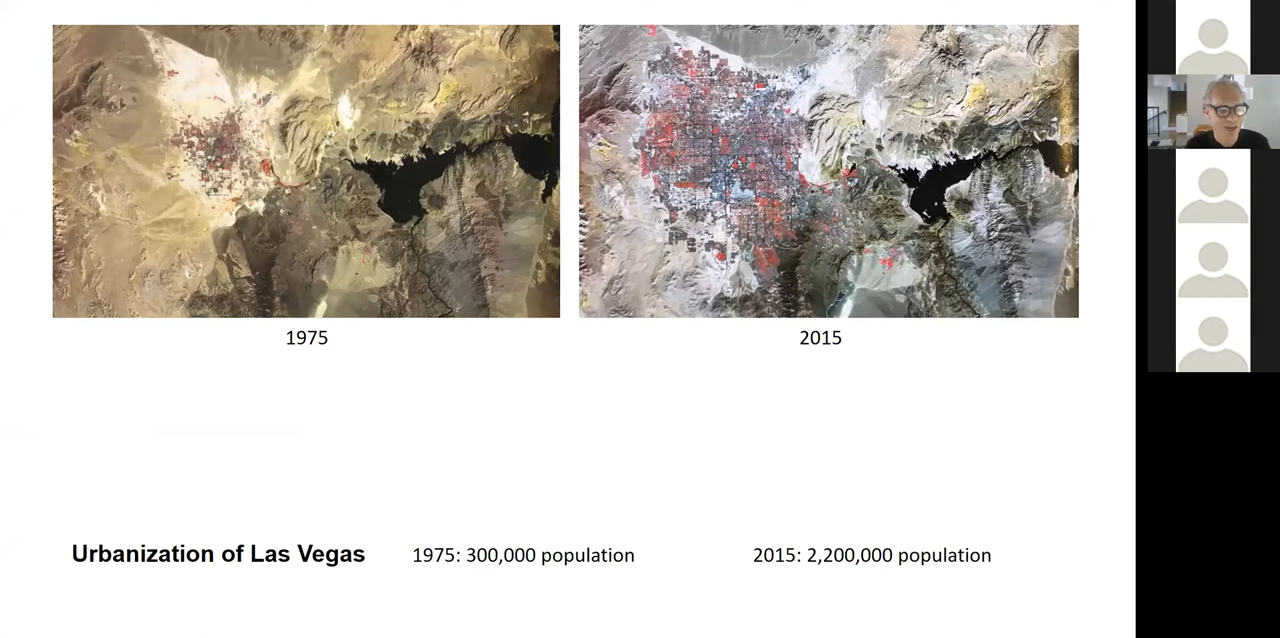 1975
2015
Urbanization of Las Vegas
1975: 300,000 population
2015: 2,200,000 population